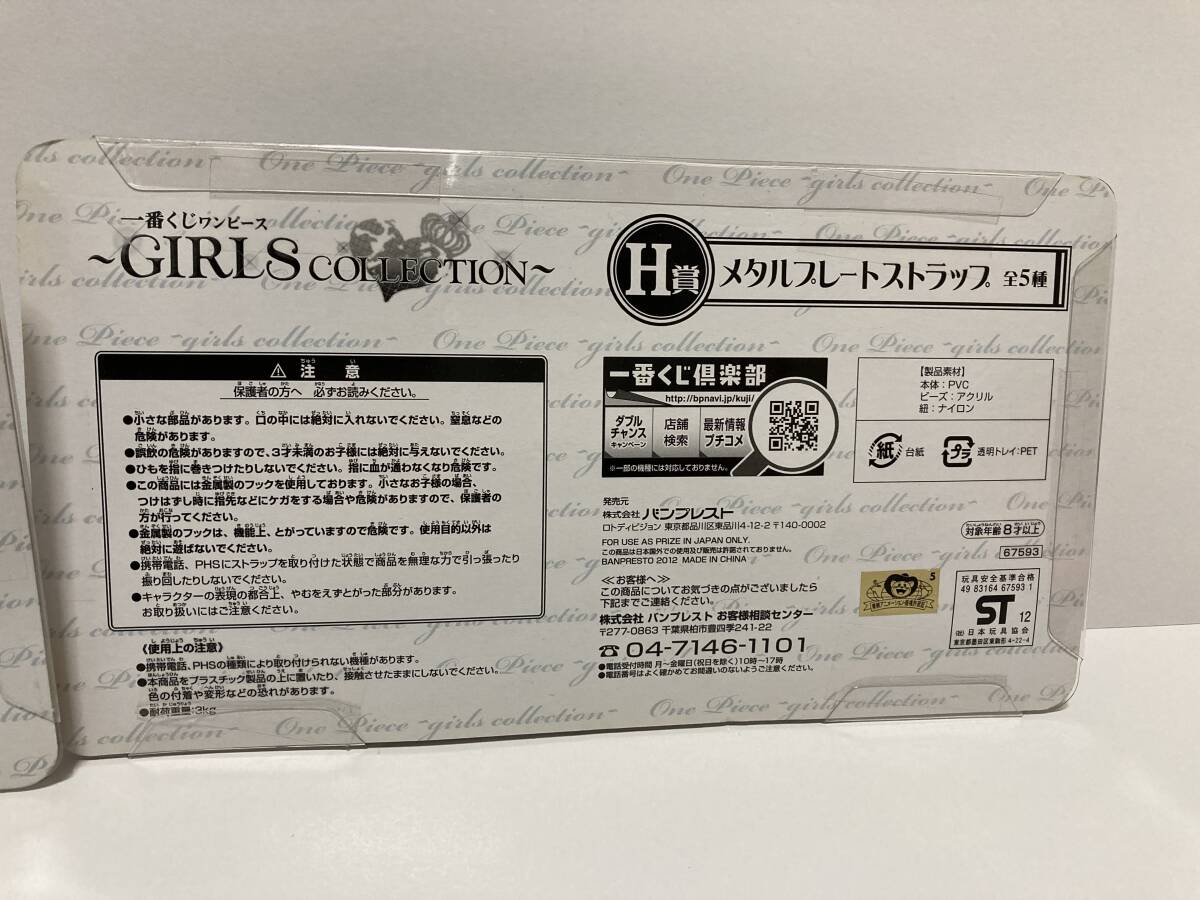 一番くじワンピース
～GIRLS COLLECTION～
H賞 メタルプレートストラップ 全5種
⚠ 注意
保護者の方へ 必ずお読みください。
●小さな部品があります。口の中には絶対に入れないでください。窒息などの
危険があります。
●誤飲の危険がありますので、3才未満のお子様には絶対に与えないでください。
●ひもを指に巻きつけたりしないでください。指に血が通わなくなり危険です。
●この商品には金属製のフックを使用しております。小さなお子様の場合、
つけはずし時に指先などにケガをする場合や危険がありますので、保護者の
方が行ってください。
●金属製のフックは、機能上、とがっていますので危険です。使用目的以外は
絶対に遊ばないでください。
●携帯電話、PHSにストラップを取り付けた状態で商品を無理な力で引っ張ったり
振り回したりしないでください。
●キャラクターの表現の都合上、やむをえずとがった部分があります。
お取り扱いにはご注意ください。
《使用上の注意》
●携帯電話、PHSの種類により取り付けられない機種があります。
●本商品をプラスチック製品の上に置いたり、接触させたままにしないでください。
色の付着や変形などの恐れがあります。
●耐荷重量:3kg
一番くじ倶楽部
http://bpnavi.jp/kuji/
ダブルチャンスキャンペーン
店舗検索
最新情報プチコメ
※一部の機種には対応しておりません。
【製品素材】
本体：PVC
ビーズ：アクリル
紐：ナイロン
紙 台紙
プラ 透明トレイ:PET
発売元
株式会社 バンプレスト
ロトディビジョン 東京都品川区東品川4-12-2 〒140-0002
FOR USE AS PRIZE IN JAPAN ONLY.
この商品は日本国外での使用及び販売は許諾されておりません。
BANPRESTO 2012 MADE IN CHINA
≪お客様へ≫
この商品についてお気づきの点がございましたら
下記までご連絡ください。
株式会社 バンプレスト お客様相談センター
〒277-0863 千葉県柏市豊四季241-22
☎04-7146-1101
●電話受付時間 月～金曜日(祝日を除く)10時～17時
●電話番号はよく確かめてお間違いのないようご注意ください。
対象年齢8才以上
67593
5
玩具安全基準合格
49 83164 67593 1
ST 12
(社)日本玩具協会
東京都墨田区東駒形4-22-4
One Piece ~girls collection~